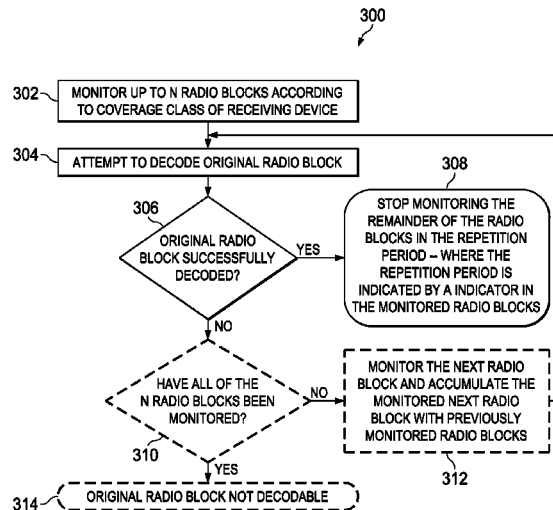 300
302
MONITOR UP TO N RADIO BLOCKS ACCORDING
TO COVERAGE CLASS OF RECEIVING DEVICE
304
ATTEMPT TO DECODE ORIGINAL RADIO BLOCK
306
ORIGINAL RADIO
BLOCK SUCCESSFULLY
DECODED?
YES
308
STOP MONITORING THE
REMAINDER OF THE RADIO
BLOCKS IN THE REPETITION
PERIOD – WHERE THE
REPETITION PERIOD IS
INDICATED BY A INDICATOR IN
THE MONITORED RADIO BLOCKS
NO
HAVE ALL OF THE
N RADIO BLOCKS BEEN
MONITORED?
310
NO
MONITOR THE NEXT RADIO
BLOCK AND ACCUMULATE THE
MONITORED NEXT RADIO
BLOCK WITH PREVIOUSLY
MONITORED RADIO BLOCKS
312
YES
314
ORIGINAL RADIO BLOCK NOT DECODABLE